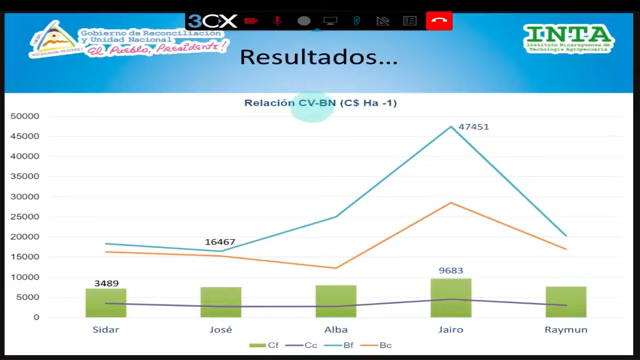 3CX
Gobierno de Reconciliación
y Unidad Nacional
El Pueblo, Presidente!
INTA
Instituto Nicaragüense de
Tecnología Agropecuaria
Resultados...
Relación CV-BN (C$ Ha -1)
50000
45000
40000
35000
30000
25000
20000
15000
10000
5000
0
47451
16467
9683
3489
Sidar
José
Alba
Jairo
Raymun
Cf
Cc
Bf
Bc